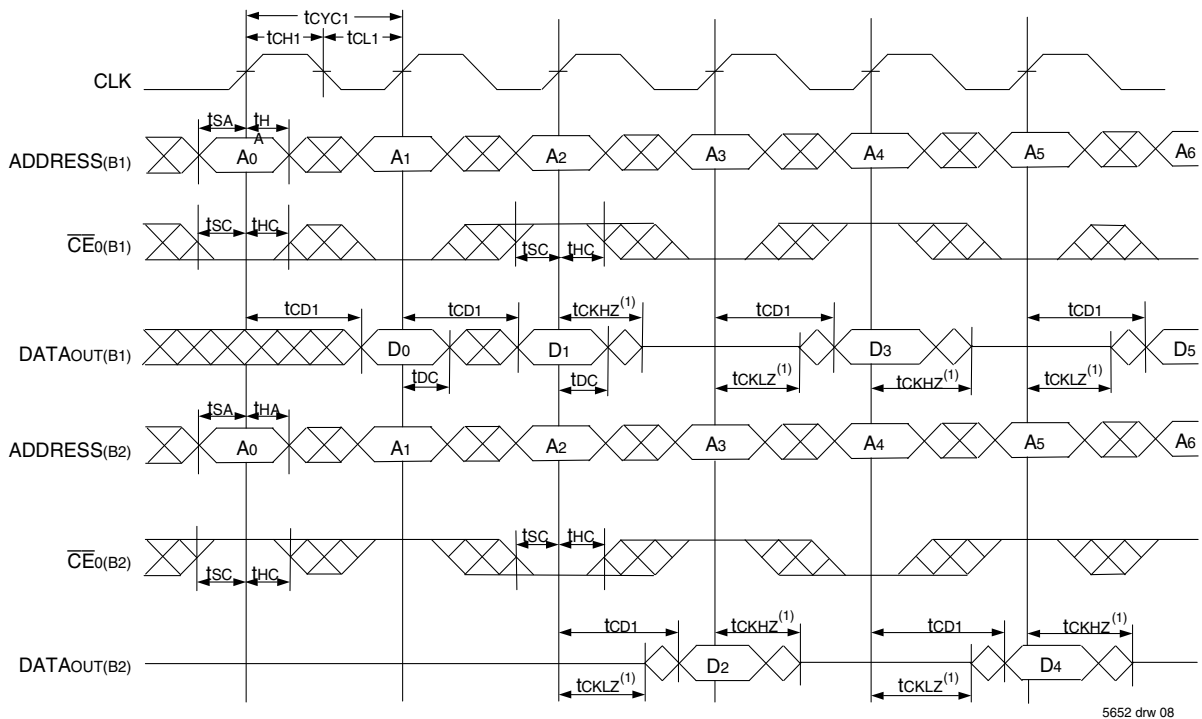 tCYC1
tCH1 tCL1
CLK
tSA tH
A
ADDRESS(B1) A0 A1 A2 A3 A4 A5 A6
tSC tHC
CE0(B1)
tSC tHC
tCD1 tCD1 tCKHZ(1) tCD1 tCD1
DATAOUT(B1) D0 D1 D3 D5
tDC tDC tCKLZ(1) tCKHZ(1) tCKLZ(1)
tSA tHA
ADDRESS(B2) A0 A1 A2 A3 A4 A5 A6
tSC tHC
CE0(B2)
tSC tHC
tCD1 tCKHZ(1) tCD1 tCKHZ(1)
DATAOUT(B2) D2 D4
tCKLZ(1) tCKLZ(1)
5652 drw 08